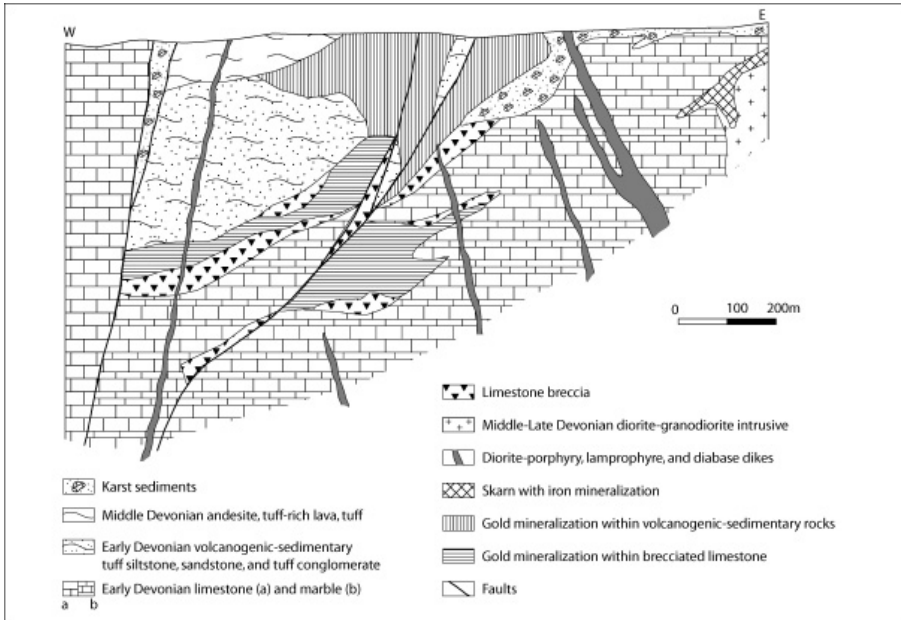 W
E
0 100 200m
Limestone breccia
Middle-Late Devonian diorite-granodiorite intrusive
Diorite-porphyry, lamprophyre, and diabase dikes
Skarn with iron mineralization
Gold mineralization within volcanogenic-sedimentary rocks
Gold mineralization within brecciated limestone
Faults
Karst sediments
Middle Devonian andesite, tuff-rich lava, tuff
Early Devonian volcanogenic-sedimentary
tuff siltstone, sandstone, and tuff conglomerate
Early Devonian limestone (a) and marble (b)
a b